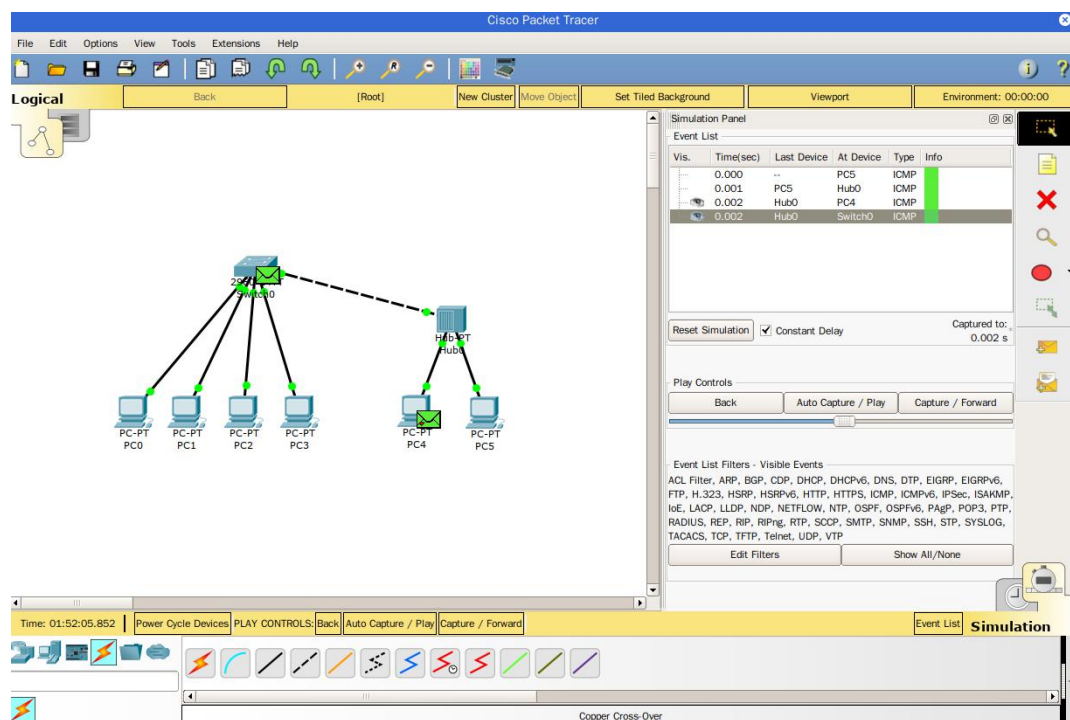 Cisco Packet Tracer
File Edit Options View Tools Extensions Help
Logical Back [Root] New Cluster Move Object Set Tiled Background Viewport Environment: 00:00:00
Simulation Panel
Event List
Vis. Time(sec) Last Device At Device Type Info
0.000 -- PC5 ICMP
0.001 PC5 Hub0 ICMP
0.002 Hub0 PC4 ICMP
0.002 Hub0 Switch0 ICMP
Switch0
Hub-PT
Hub0
PC-PT PC-PT PC-PT PC-PT PC-PT PC-PT
PC0 PC1 PC2 PC3 PC4 PC5
Reset Simulation Constant Delay Captured to:
0.002 s
Play Controls
Back Auto Capture / Play Capture / Forward
Event List Filters - Visible Events
ACL Filter, ARP, BGP, CDP, DHCP, DHCPv6, DNS, DTP, EIGRP, EIGRPv6,
FTP, H.323, HSRP, HSRPv6, HTTP, HTTPS, ICMP, ICMPv6, IPSec, ISAKMP,
IoE, LACP, LLDP, NDP, NETFLOW, NTP, OSPF, OSPFv6, PAgP, POP3, PTP,
RADIUS, REP, RIP, RIPng, RTP, SCCP, SMTP, SNMP, SSH, STP, SYSLOG,
TACACS, TCP, TFTP, Telnet, UDP, VTP
Edit Filters Show All/None
Time: 01:52:05.852 Power Cycle Devices PLAY CONTROLS: Back Auto Capture / Play Capture / Forward Event List Simulation
Copper Cross-Over